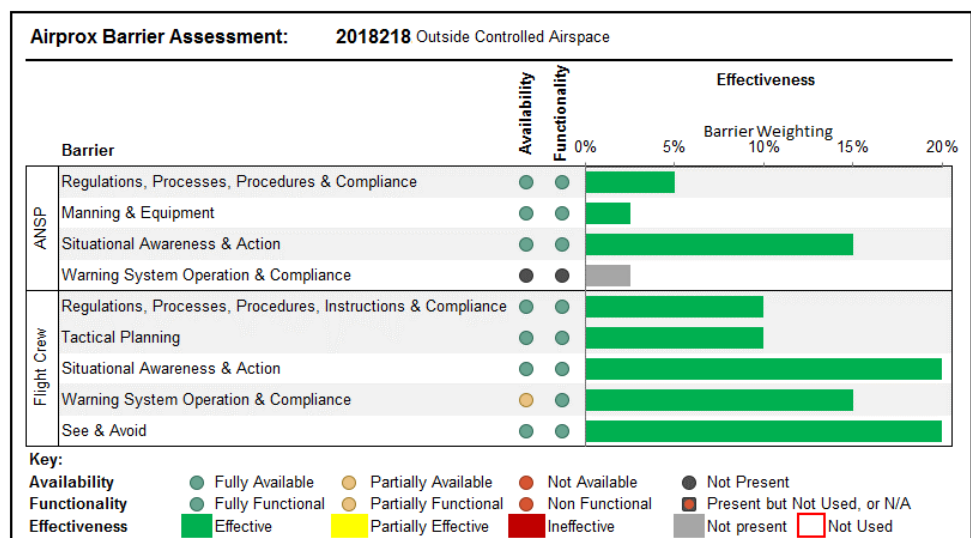 Airprox Barrier Assessment: 2018218 Outside Controlled Airspace
Availability
Functionality
Effectiveness
Barrier Weighting
Barrier
0% 5% 10% 15% 20%
ANSP
Regulations, Processes, Procedures & Compliance
Manning & Equipment
Situational Awareness & Action
Warning System Operation & Compliance
Flight Crew
Regulations, Processes, Procedures, Instructions & Compliance
Tactical Planning
Situational Awareness & Action
Warning System Operation & Compliance
See & Avoid
Key:
Availability Fully Available Partially Available Not Available Not Present
Functionality Fully Functional Partially Functional Non Functional Present but Not Used, or N/A
Effectiveness Effective Partially Effective Ineffective Not present Not Used